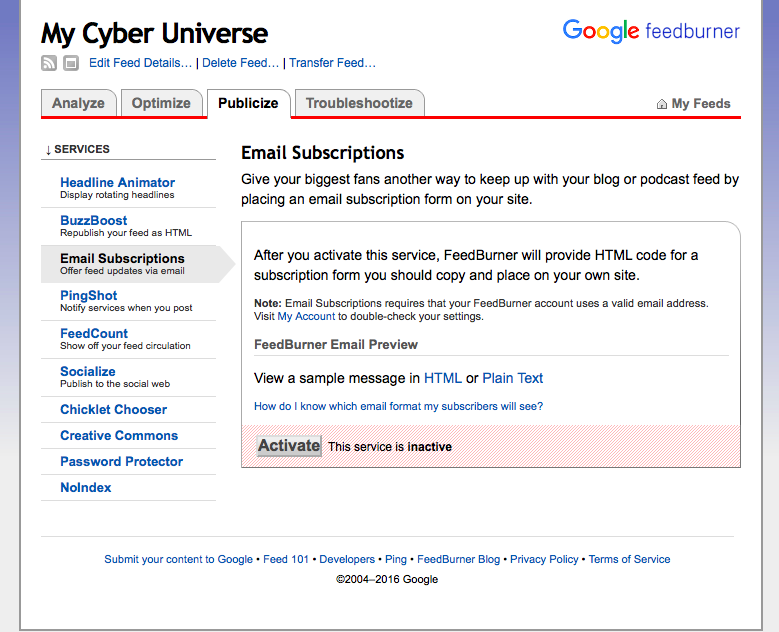 My Cyber Universe
Google feedburner
Edit Feed Details... | Delete Feed... | Transfer Feed...
Analyze
Optimize
Publicize
Troubleshootize
My Feeds
↓ SERVICES
Headline Animator
Display rotating headlines
BuzzBoost
Republish your feed as HTML
Email Subscriptions
Offer feed updates via email
PingShot
Notify services when you post
FeedCount
Show off your feed circulation
Socialize
Publish to the social web
Chicklet Chooser
Creative Commons
Password Protector
NoIndex
Email Subscriptions
Give your biggest fans another way to keep up with your blog or podcast feed by
placing an email subscription form on your site.
After you activate this service, FeedBurner will provide HTML code for a
subscription form you should copy and place on your own site.
Note: Email Subscriptions requires that your FeedBurner account uses a valid email address.
Visit My Account to double-check your settings.
FeedBurner Email Preview
View a sample message in HTML or Plain Text
How do I know which email format my subscribers will see?
Activate This service is inactive
Submit your content to Google • Feed 101 • Developers • Ping • FeedBurner Blog • Privacy Policy • Terms of Service
©2004–2016 Google